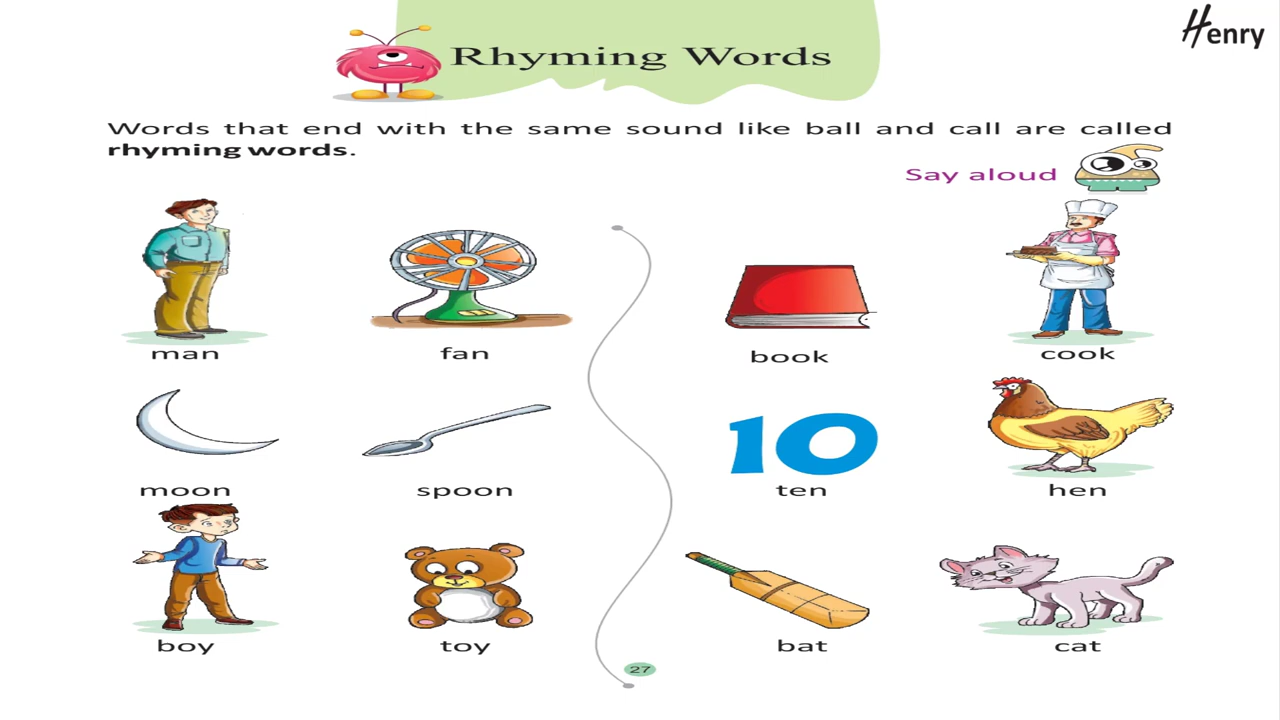 Henry
Rhyming Words
Words that end with the same sound like ball and call are called
rhyming words.
Say aloud
man fan book cook
10
moon spoon ten hen
boy toy bat cat
27